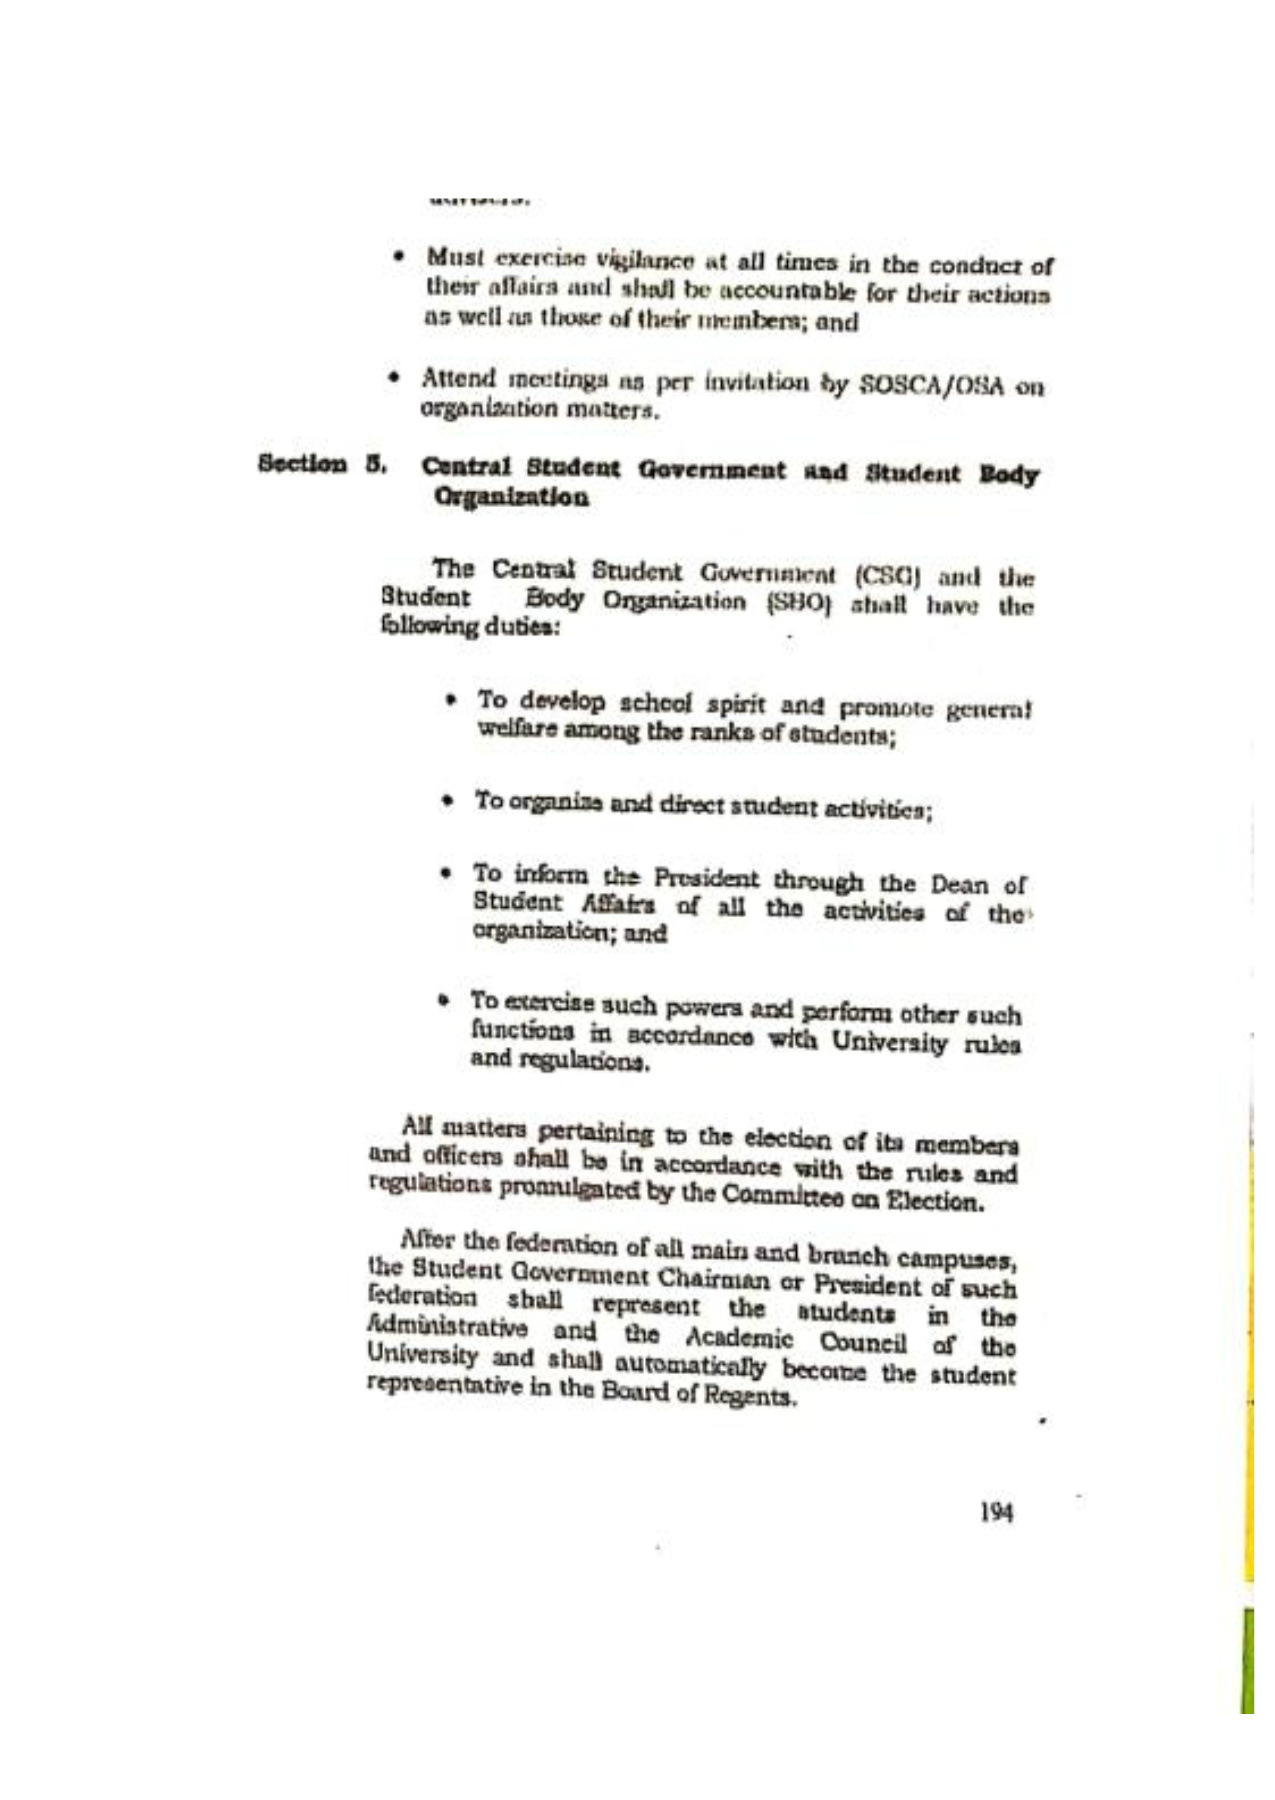 advisers.
• Must exercise vigilance at all times in the conduct of
their affairs and shall be accountable for their actions
as well as those of their members; and
• Attend meetings as per invitation by SOSCA/OSA on
organization matters.
Section 5. Central Student Government and Student Body
Organization
The Central Student Government (CSG) and the
Student Body Organization (SBO) shall have the
following duties:
• To develop school spirit and promote general
welfare among the ranks of students;
• To organize and direct student activities;
• To inform the President through the Dean of
Student Affairs of all the activities of the
organization; and
• To exercise such powers and perform other such
functions in accordance with University rules
and regulations.
All matters pertaining to the election of its members
and officers shall be in accordance with the rules and
regulations promulgated by the Committee on Election.
After the federation of all main and branch campuses,
the Student Government Chairman or President of such
federation shall represent the students in the
Administrative and the Academic Council of the
University and shall automatically become the student
representative in the Board of Regents.
194